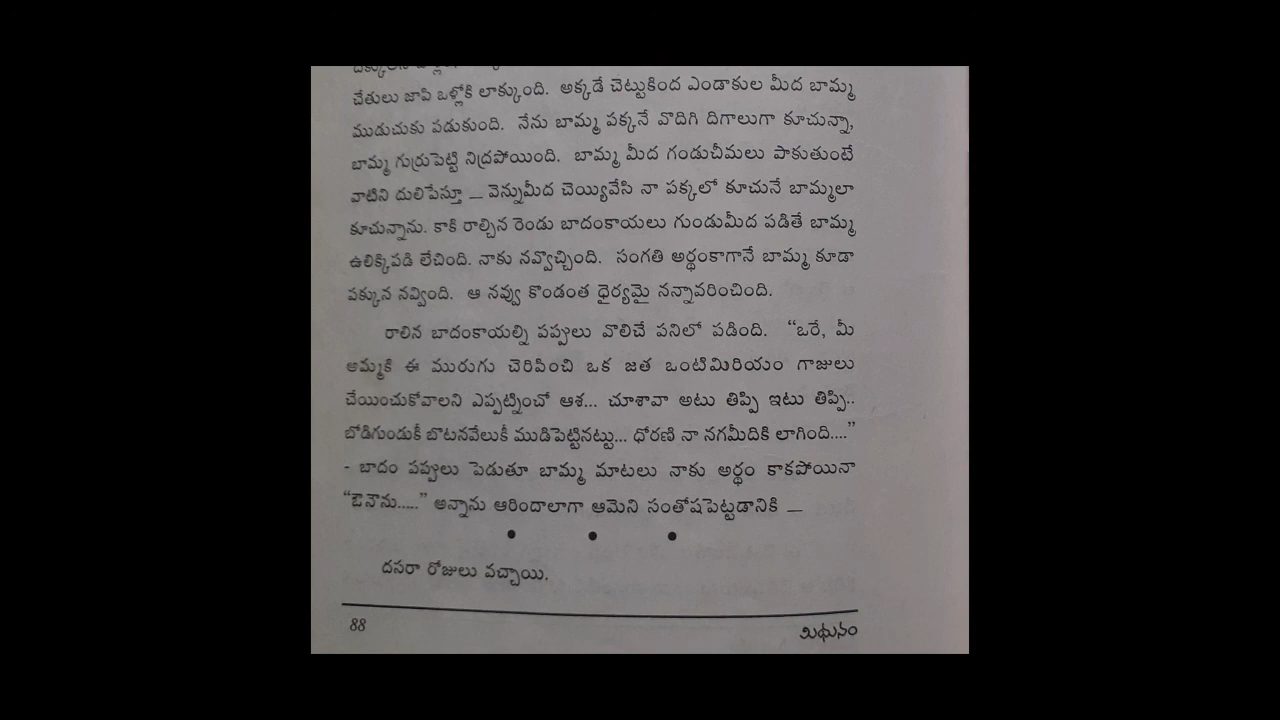 చేతులు జాపి ఒళ్లోకి లాక్కుంది. అక్కడే చెట్టుకింద ఎండాకుల మీద బామ్మ
ముడుచుకు పడుకుంది. నేను బామ్మ పక్కనే వొదిగి దిగాలుగా కూచున్నా,
బామ్మ గుర్రుపెట్టి నిద్రపోయింది. బామ్మ మీద గండుచీమలు పాకుతుంటే
వాటిని దులిపేస్తూ — వెన్నుమీద చెయ్యివేసి నా పక్కలో కూచునే బామ్మలా
కూచున్నాను. కాకి రాల్చిన రెండు బాదంకాయలు గుండుమీద పడితే బామ్మ
ఉలిక్కిపడి లేచింది. నాకు నవ్వొచ్చింది. సంగతి అర్థంకాగానే బామ్మ కూడా
పక్కున నవ్వింది. ఆ నవ్వు కొండంత ధైర్యమై నన్నావరించింది.
రాలిన బాదంకాయల్ని పప్పులు వొలిచే పనిలో పడింది. “ఒరే, మీ
అమ్మకి ఈ మురుగు చెరిపించి ఒక జత ఒంటిమిరియం గాజులు
చేయించుకోవాలని ఎప్పట్నించో ఆశ... చూశావా అటు తిప్పి ఇటు తిప్పి..
బోడిగుండుకీ బొటనవేలుకీ ముడిపెట్టినట్టు... ధోరణి నా నగమీదికి లాగింది....”
- బాదం పప్పులు పెడుతూ బామ్మ మాటలు నాకు అర్థం కాకపోయినా
“ఔనౌను.....” అన్నాను ఆరిందాలాగా ఆమెని సంతోషపెట్టడానికి —
• • •
దసరా రోజులు వచ్చాయి.
88
మిథునం